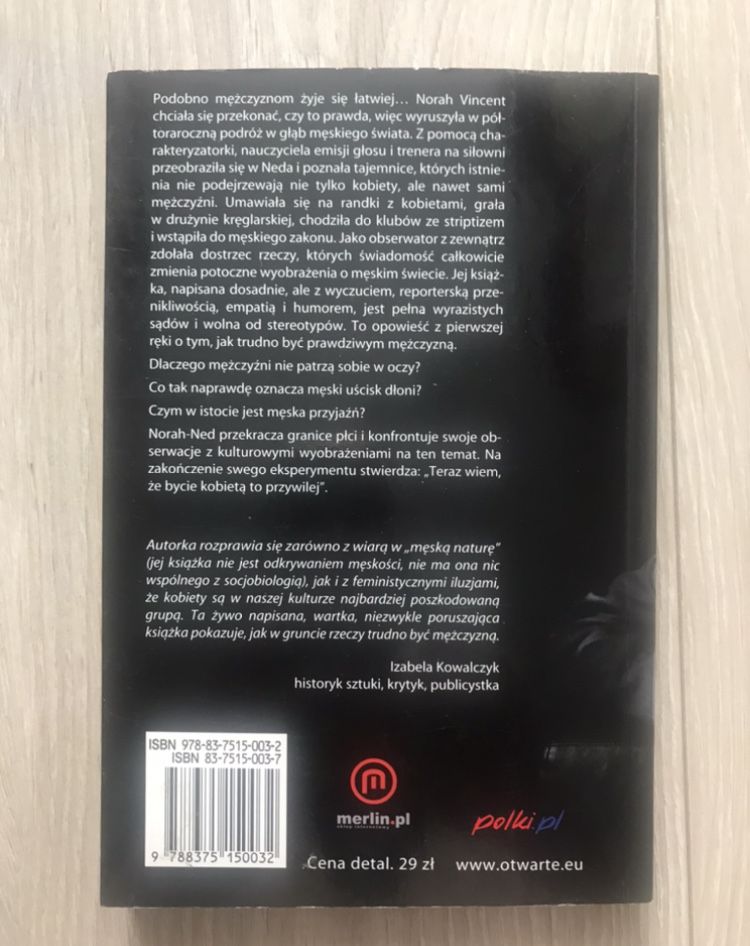 Podobno mężczyznom żyje się łatwiej... Norah Vincent
chciała się przekonać, czy to prawda, więc wyruszyła w pół-
toraroczną podróż w głąb męskiego świata. Z pomocą cha-
rakteryzatorki, nauczyciela emisji głosu i trenera na siłowni
przeobraziła się w Neda i poznała tajemnice, których istnie-
nia nie podejrzewają nie tylko kobiety, ale nawet sami
mężczyźni. Umawiała się na randki z kobietami, grała
w drużynie kręglarskiej, chodziła do klubów ze striptizem
i wstąpiła do męskiego zakonu. Jako obserwator z zewnątrz
zdołała dostrzec rzeczy, których świadomość całkowicie
zmienia potoczne wyobrażenia o męskim świecie. Jej książ-
ka, napisana dosadnie, ale z wyczuciem, reporterską prze-
nikliwością, empatią i humorem, jest pełna wyrazistych
sądów i wolna od stereotypów. To opowieść z pierwszej
ręki o tym, jak trudno być prawdziwym mężczyzną.
Dlaczego mężczyźni nie patrzą sobie w oczy?
Co tak naprawdę oznacza męski uścisk dłoni?
Czym w istocie jest męska przyjaźń?
Norah-Ned przekracza granice płci i konfrontuje swoje ob-
serwacje z kulturowymi wyobrażeniami na ten temat. Na
zakończenie swego eksperymentu stwierdza: „Teraz wiem,
że bycie kobietą to przywilej”.
Autorka rozprawia się zarówno z wiarą w „męską naturę”
(jej książka nie jest odkrywaniem męskości, nie ma ona nic
wspólnego z socjobiologią), jak i z feministycznymi iluzjami,
że kobiety są w naszej kulturze najbardziej poszkodowaną
grupą. Ta żywo napisana, wartka, niezwykle poruszająca
książka pokazuje, jak w gruncie rzeczy trudno być mężczyzną.
Izabela Kowalczyk
historyk sztuki, krytyk, publicystka
ISBN 978-83-7515-003-2
ISBN 83-7515-003-7
9 788375 150032
merlin.pl
sklep internetowy
polki.pl
Cena detal. 29 zł
www.otwarte.eu